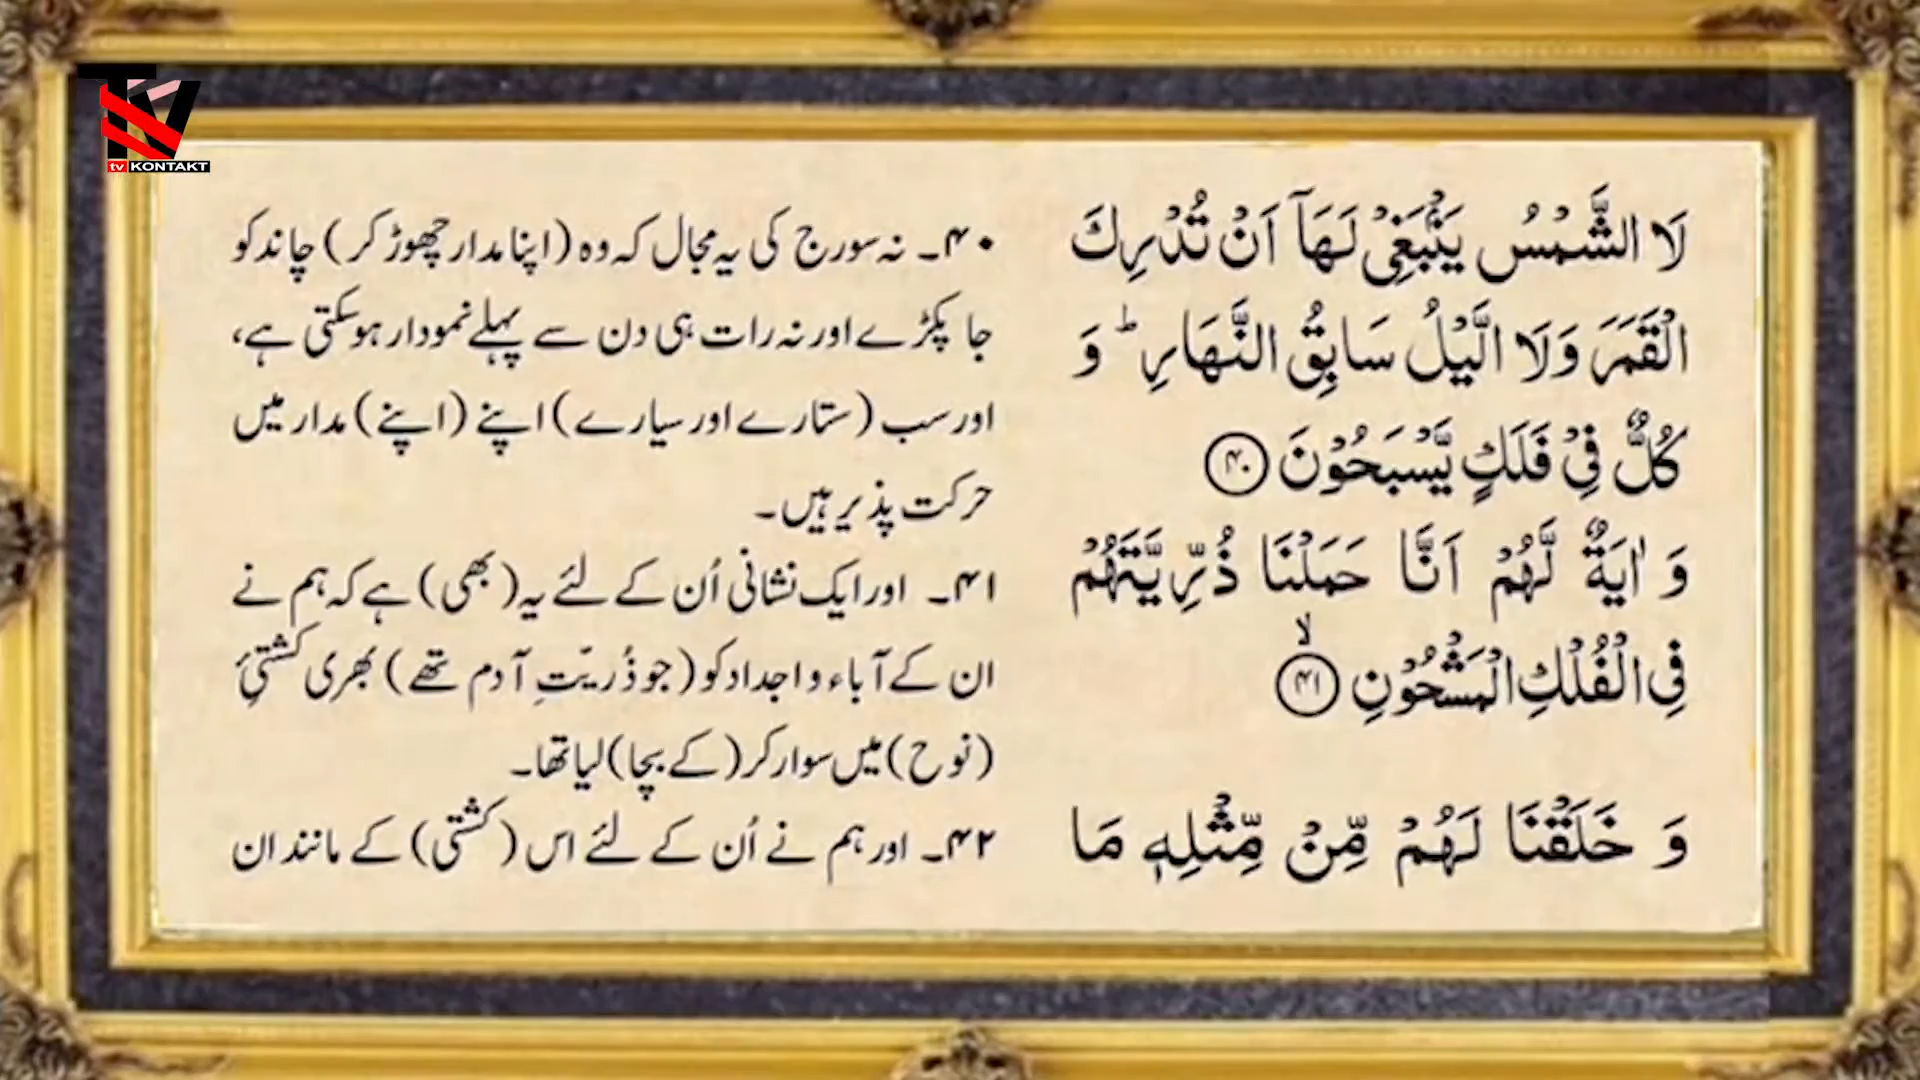 tv KONTAKT
لَا الشَّمْسُ يَنْۢبَغِيْ لَهَاۤ اَنْ تُدْرِكَ
الْقَمَرَ وَلَا الَّيْلُ سَابِقُ النَّهَارِ ؕ وَ
كُلٌّ فِيْ فَلَكٍ يَّسْبَحُوْنَ ۴۰
وَ اٰيَةٌ لَّهُمْ اَنَّا حَمَلْنَا ذُرِّيَّتَهُمْ
فِي الْفُلْكِ الْمَشْحُوْنِ ۙ ۴۱
وَ خَلَقْنَا لَهُمْ مِّنْ مِّثْلِهٖ مَا
۴۰۔ نہ سورج کی یہ مجال کہ وہ (اپنا مدار چھوڑ کر) چاند کو
جا پکڑے اور نہ رات ہی دن سے پہلے نمودار ہوسکتی ہے،
اور سب (ستارے اور سیارے) اپنے (اپنے) مدار میں
حرکت پذیر ہیں۔
۴۱۔ اور ایک نشانی اُن کے لئے یہ (بھی) ہے کہ ہم نے
ان کے آباء و اجداد کو (جو ذُریّتِ آدم تھے) بھری کشتیِٔ
(نوح) میں سوار کر (کے بچا) لیا تھا۔
۴۲۔ اور ہم نے اُن کے لئے اس (کشتی) کے مانند ان